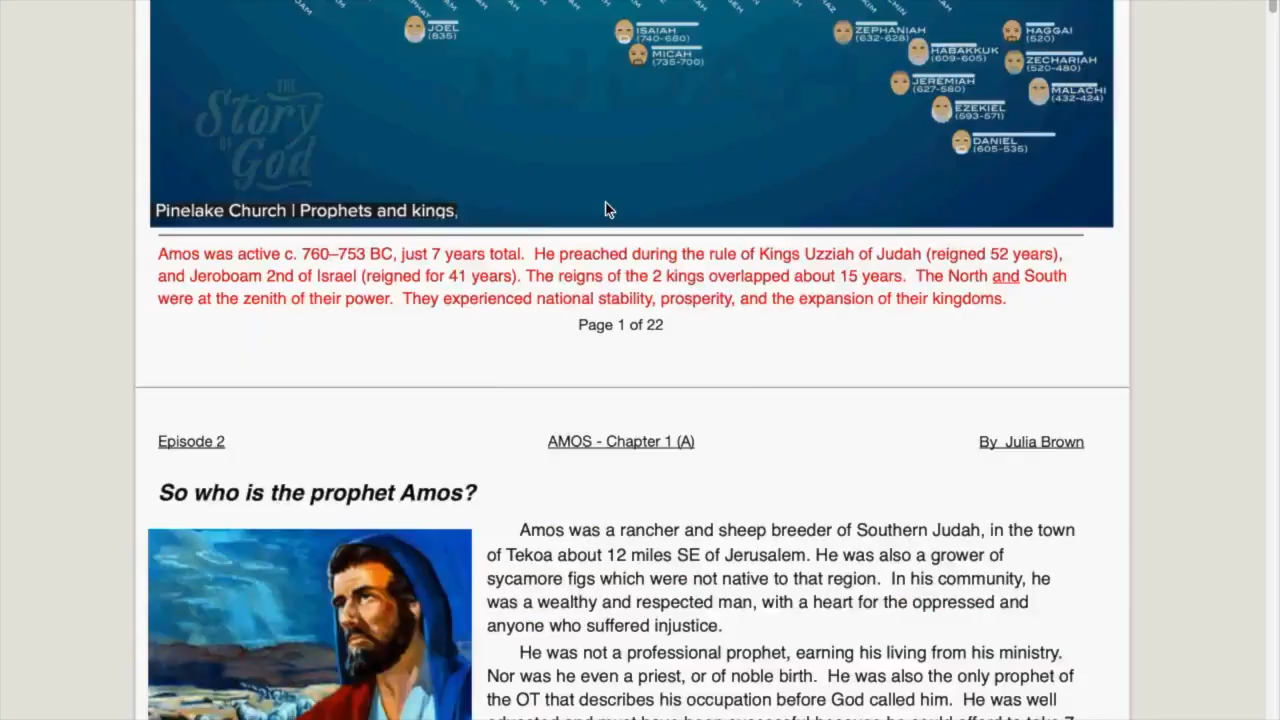 JOEL
(835)
ISAIAH
(740-680)
MICAH
(735-700)
ZEPHANIAH
(632-628)
HABAKKUK
(609-605)
JEREMIAH
(627-580)
EZEKIEL
(593-571)
DANIEL
(605-535)
HAGGAI
(520)
ZECHARIAH
(520-480)
MALACHI
(432-424)
THE
Story
OF
God
Pinelake Church | Prophets and kings,
Amos was active c. 760–753 BC, just 7 years total. He preached during the rule of Kings Uzziah of Judah (reigned 52 years),
and Jeroboam 2nd of Israel (reigned for 41 years). The reigns of the 2 kings overlapped about 15 years. The North and South
were at the zenith of their power. They experienced national stability, prosperity, and the expansion of their kingdoms.
Page 1 of 22
Episode 2 AMOS - Chapter 1 (A) By Julia Brown
So who is the prophet Amos?
Amos was a rancher and sheep breeder of Southern Judah, in the town
of Tekoa about 12 miles SE of Jerusalem. He was also a grower of
sycamore figs which were not native to that region. In his community, he
was a wealthy and respected man, with a heart for the oppressed and
anyone who suffered injustice.
He was not a professional prophet, earning his living from his ministry.
Nor was he even a priest, or of noble birth. He was also the only prophet of
the OT that describes his occupation before God called him. He was well